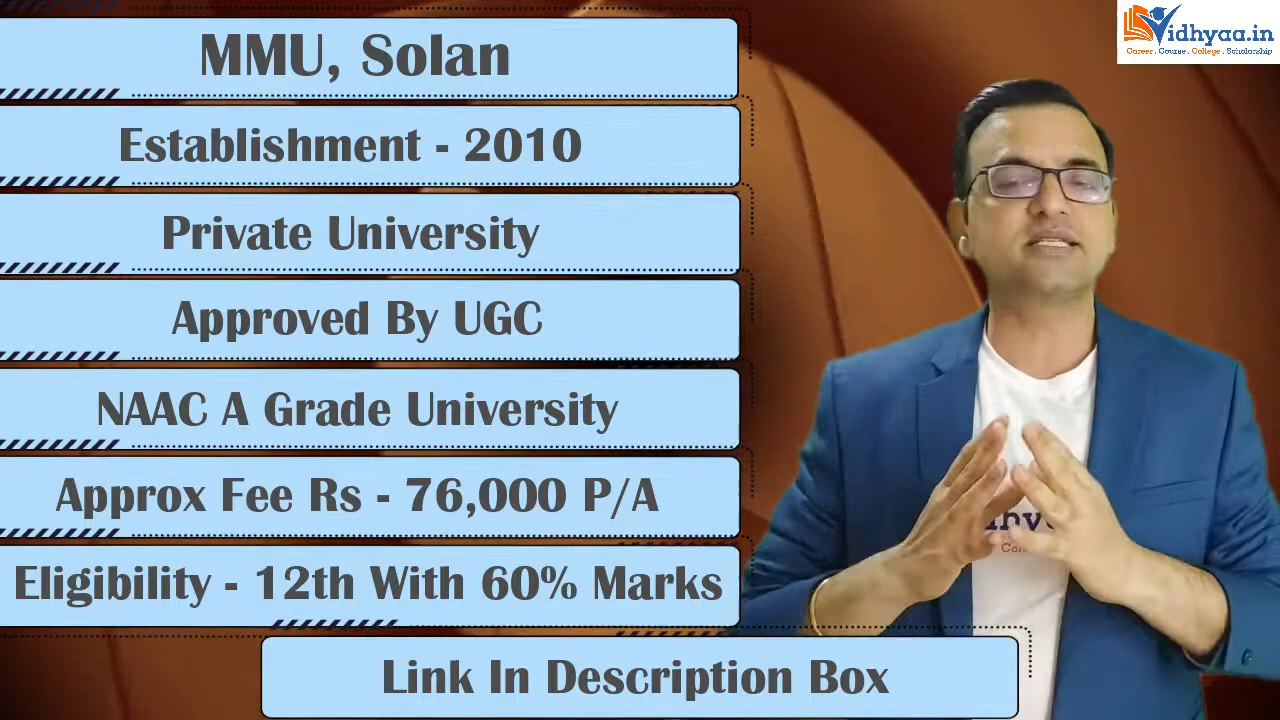 MMU, Solan
Establishment - 2010
Private University
Approved By UGC
NAAC A Grade University
Approx Fee Rs - 76,000 P/A
Eligibility - 12th With 60% Marks
Link In Description Box
Vidhyaa.in
Career . Course . College . Scholarship